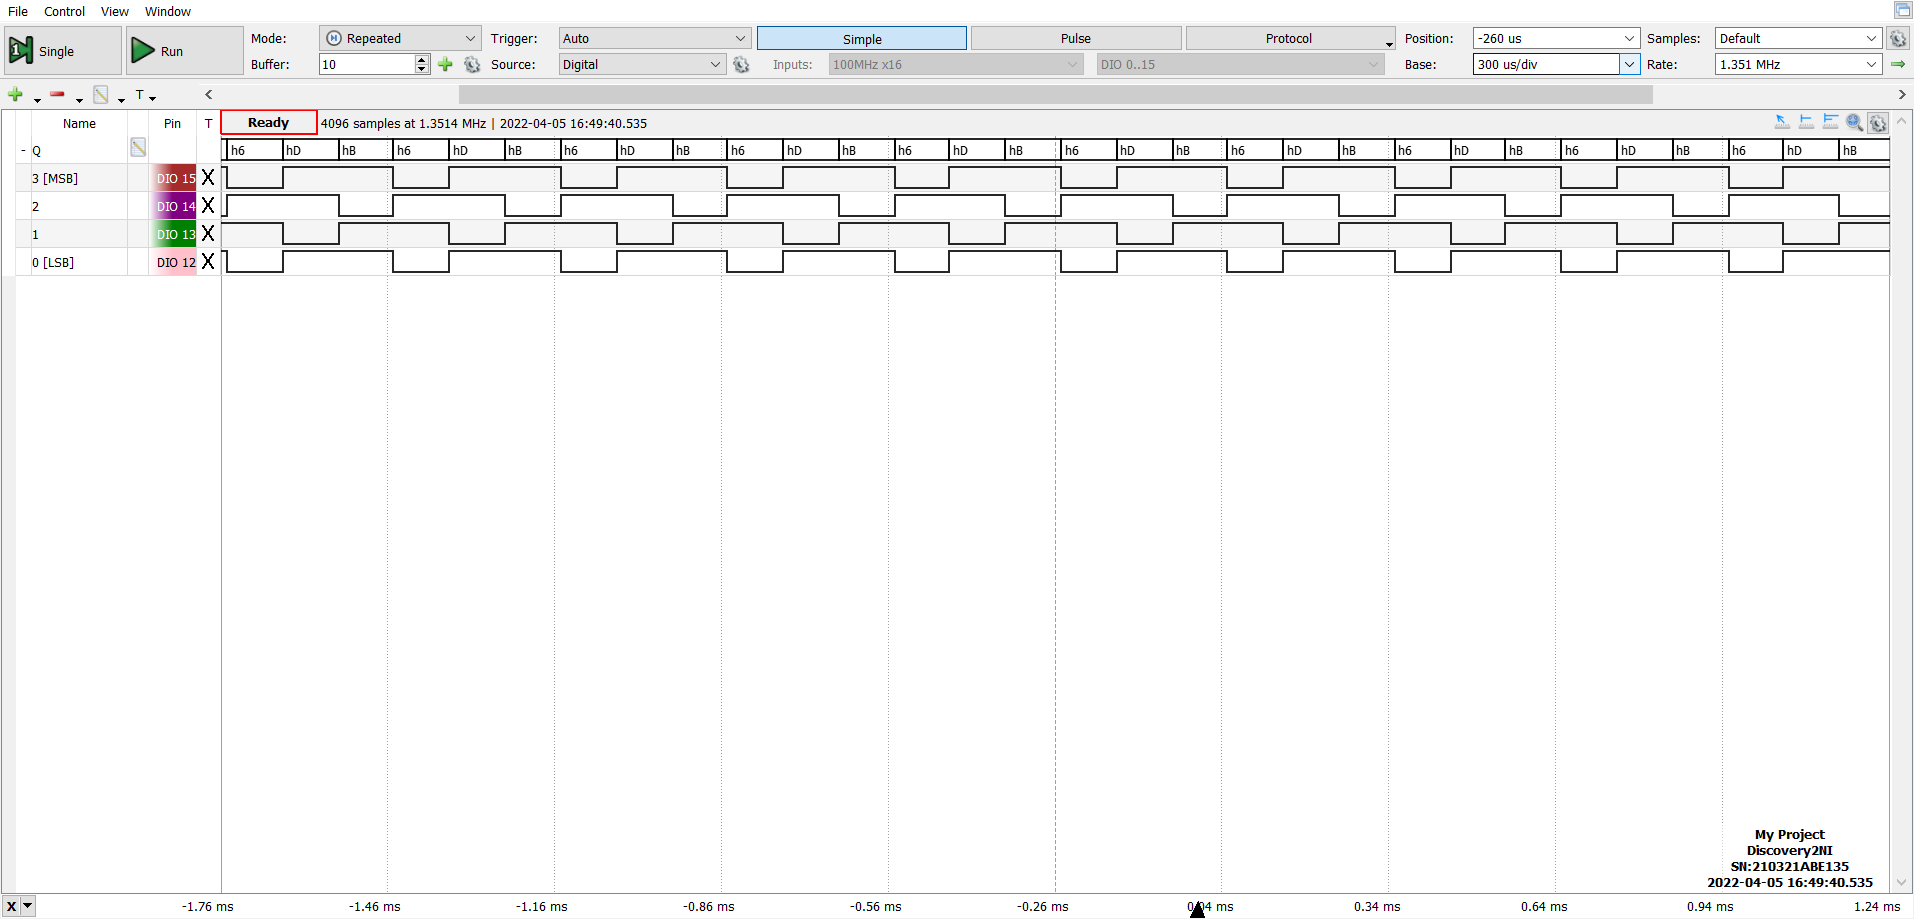 File Control View Window
Single Run Mode: Repeated Trigger: Auto Simple Pulse Protocol Position: -260 us Samples: Default
Buffer: 10 Source: Digital Inputs: 100MHz x16 DIO 0..15 Base: 300 us/div Rate: 1.351 MHz
T
Name Pin T Ready 4096 samples at 1.3514 MHz | 2022-04-05 16:49:40.535
- Q h6 hD hB h6 hD hB h6 hD hB h6 hD hB h6 hD hB h6 hD hB h6 hD hB h6 hD hB h6 hD hB h6 hD hB
3 [MSB] DIO 15 X
2 DIO 14 X
1 DIO 13 X
0 [LSB] DIO 12 X
My Project
Discovery2NI
SN:210321ABE135
2022-04-05 16:49:40.535
X -1.76 ms -1.46 ms -1.16 ms -0.86 ms -0.56 ms -0.26 ms 0.04 ms 0.34 ms 0.64 ms 0.94 ms 1.24 ms